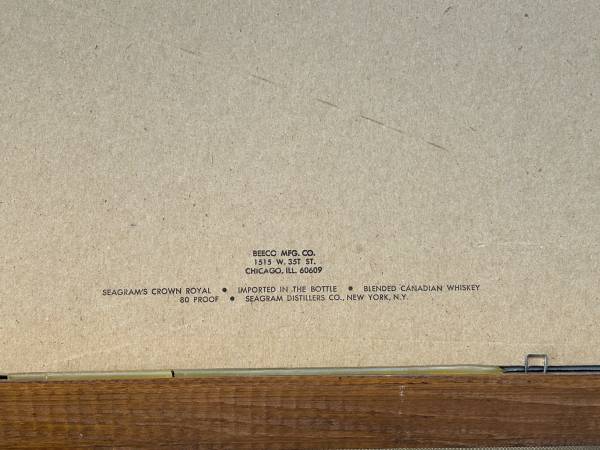 BEECO MFG. CO.
1515 W. 35T ST.
CHICAGO, ILL. 60609
SEAGRAM'S CROWN ROYAL • IMPORTED IN THE BOTTLE • BLENDED CANADIAN WHISKEY
80 PROOF • SEAGRAM DISTILLERS CO., NEW YORK, N.Y.